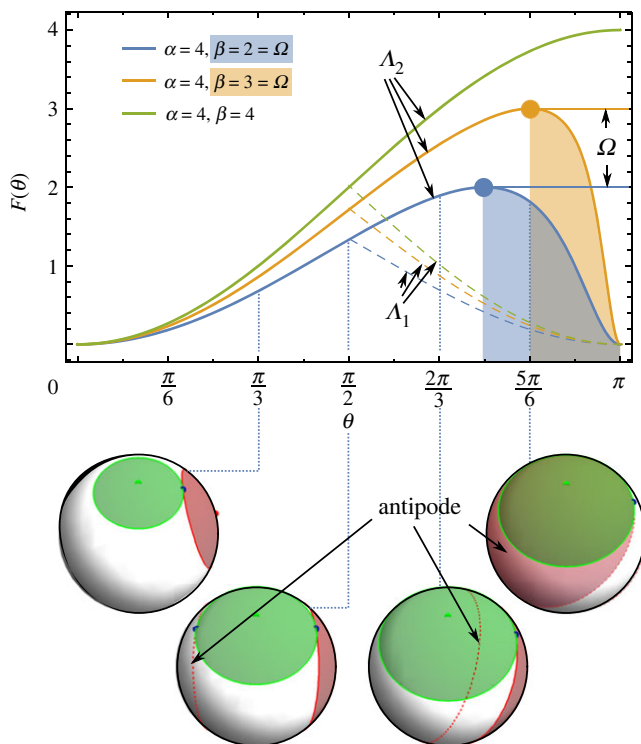 4
3
2
1
F(θ)
α = 4, β = 2 = Ω
α = 4, β = 3 = Ω
α = 4, β = 4
Λ2
Λ1
Ω
0
π/6
π/3
π/2
2π/3
5π/6
π
θ
antipode